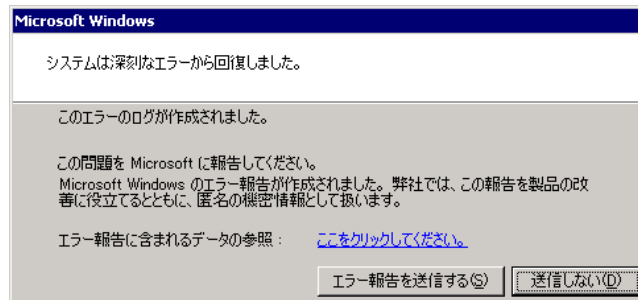 Microsoft Windows
システムは深刻なエラーから回復しました。
このエラーのログが作成されました。
この問題を Microsoft に報告してください。
Microsoft Windows のエラー報告が作成されました。弊社では、この報告を製品の改
善に役立てるとともに、匿名の機密情報として扱います。
エラー報告に含まれるデータの参照： ここをクリックしてください。
エラー報告を送信する(S) 送信しない(D)